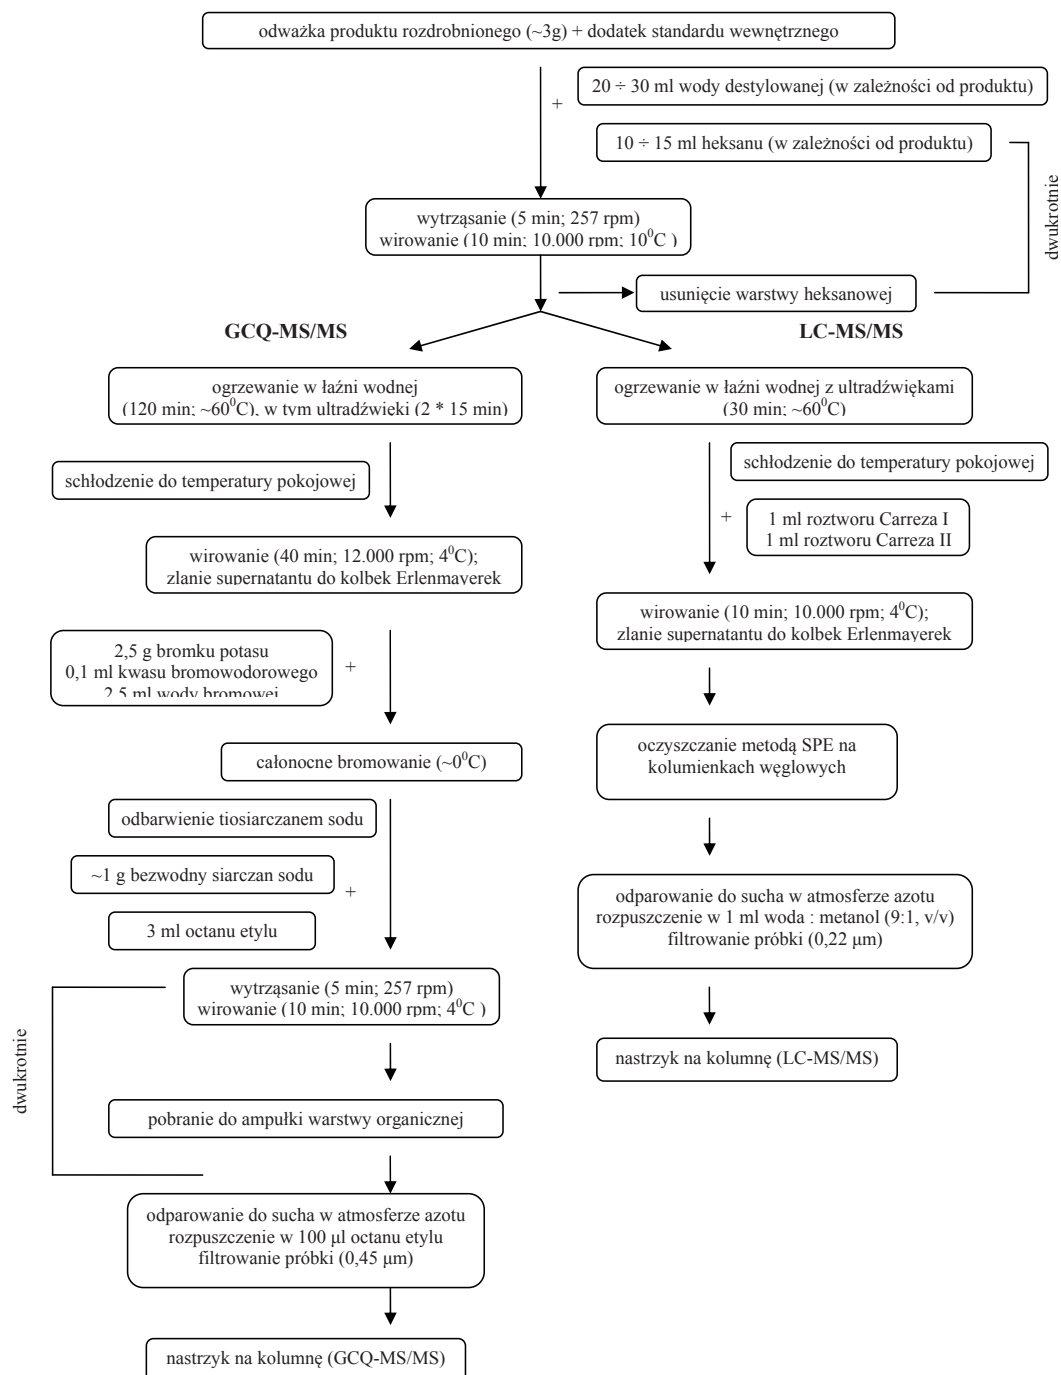 odważka produktu rozdrobnionego (~3g) + dodatek standardu wewnętrznego
+
20 ÷ 30 ml wody destylowanej (w zależności od produktu)
10 ÷ 15 ml heksanu (w zależności od produktu)
dwukrotnie
wytrząsanie (5 min; 257 rpm)
wirowanie (10 min; 10.000 rpm; 10⁰C )
usunięcie warstwy heksanowej
GCQ-MS/MS
ogrzewanie w łaźni wodnej
(120 min; ~60⁰C), w tym ultradźwięki (2 * 15 min)
schłodzenie do temperatury pokojowej
wirowanie (40 min; 12.000 rpm; 4⁰C);
zlanie supernatantu do kolbek Erlenmayerek
2,5 g bromku potasu
0,1 ml kwasu bromowodorowego
2,5 ml wody bromowej
+
całonocne bromowanie (~0⁰C)
odbarwienie tiosiarczanem sodu
~1 g bezwodny siarczan sodu
+
3 ml octanu etylu
wytrząsanie (5 min; 257 rpm)
wirowanie (10 min; 10.000 rpm; 4⁰C )
dwukrotnie
pobranie do ampułki warstwy organicznej
odparowanie do sucha w atmosferze azotu
rozpuszczenie w 100 μl octanu etylu
filtrowanie próbki (0,45 μm)
nastrzyk na kolumnę (GCQ-MS/MS)
LC-MS/MS
ogrzewanie w łaźni wodnej z ultradźwiękami
(30 min; ~60⁰C)
schłodzenie do temperatury pokojowej
+
1 ml roztworu Carreza I
1 ml roztworu Carreza II
wirowanie (10 min; 10.000 rpm; 4⁰C);
zlanie supernatantu do kolbek Erlenmayerek
oczyszczanie metodą SPE na
kolumienkach węglowych
odparowanie do sucha w atmosferze azotu
rozpuszczenie w 1 ml woda : metanol (9:1, v/v)
filtrowanie próbki (0,22 μm)
nastrzyk na kolumnę (LC-MS/MS)